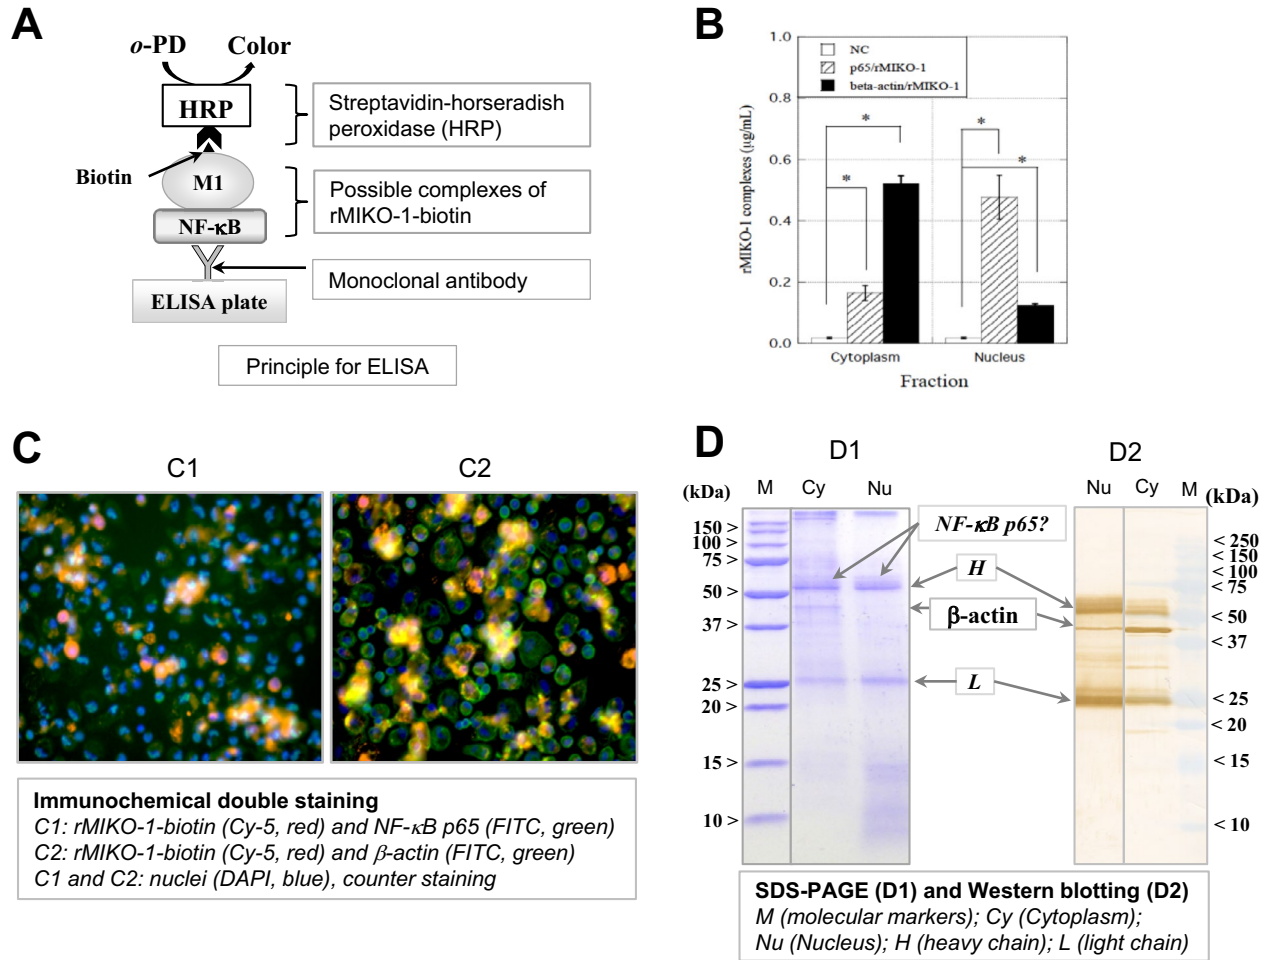 A
o-PD
Color
HRP
Streptavidin-horseradish
peroxidase (HRP)
Biotin
M1
Possible complexes of
rMIKO-1-biotin
NF-κB
Monoclonal antibody
ELISA plate
Principle for ELISA
B
1.0
0.8
0.6
0.4
0.2
0.0
rMIKO-1 complexes (μg/mL)
NC
p65/rMIKO-1
beta-actin/rMIKO-1
*
*
*
*
Cytoplasm
Nucleus
Fraction
C
C1
C2
Immunochemical double staining
C1: rMIKO-1-biotin (Cy-5, red) and NF-κB p65 (FITC, green)
C2: rMIKO-1-biotin (Cy-5, red) and β-actin (FITC, green)
C1 and C2: nuclei (DAPI, blue), counter staining
D
D1
D2
(kDa)
M
Cy
Nu
150 >
100 >
75 >
50 >
37 >
25 >
20 >
15 >
10 >
NF-κB p65?
H
β-actin
L
Nu
Cy
M
(kDa)
< 250
< 150
< 100
< 75
< 50
< 37
< 25
< 20
< 15
< 10
SDS-PAGE (D1) and Western blotting (D2)
M (molecular markers); Cy (Cytoplasm);
Nu (Nucleus); H (heavy chain); L (light chain)